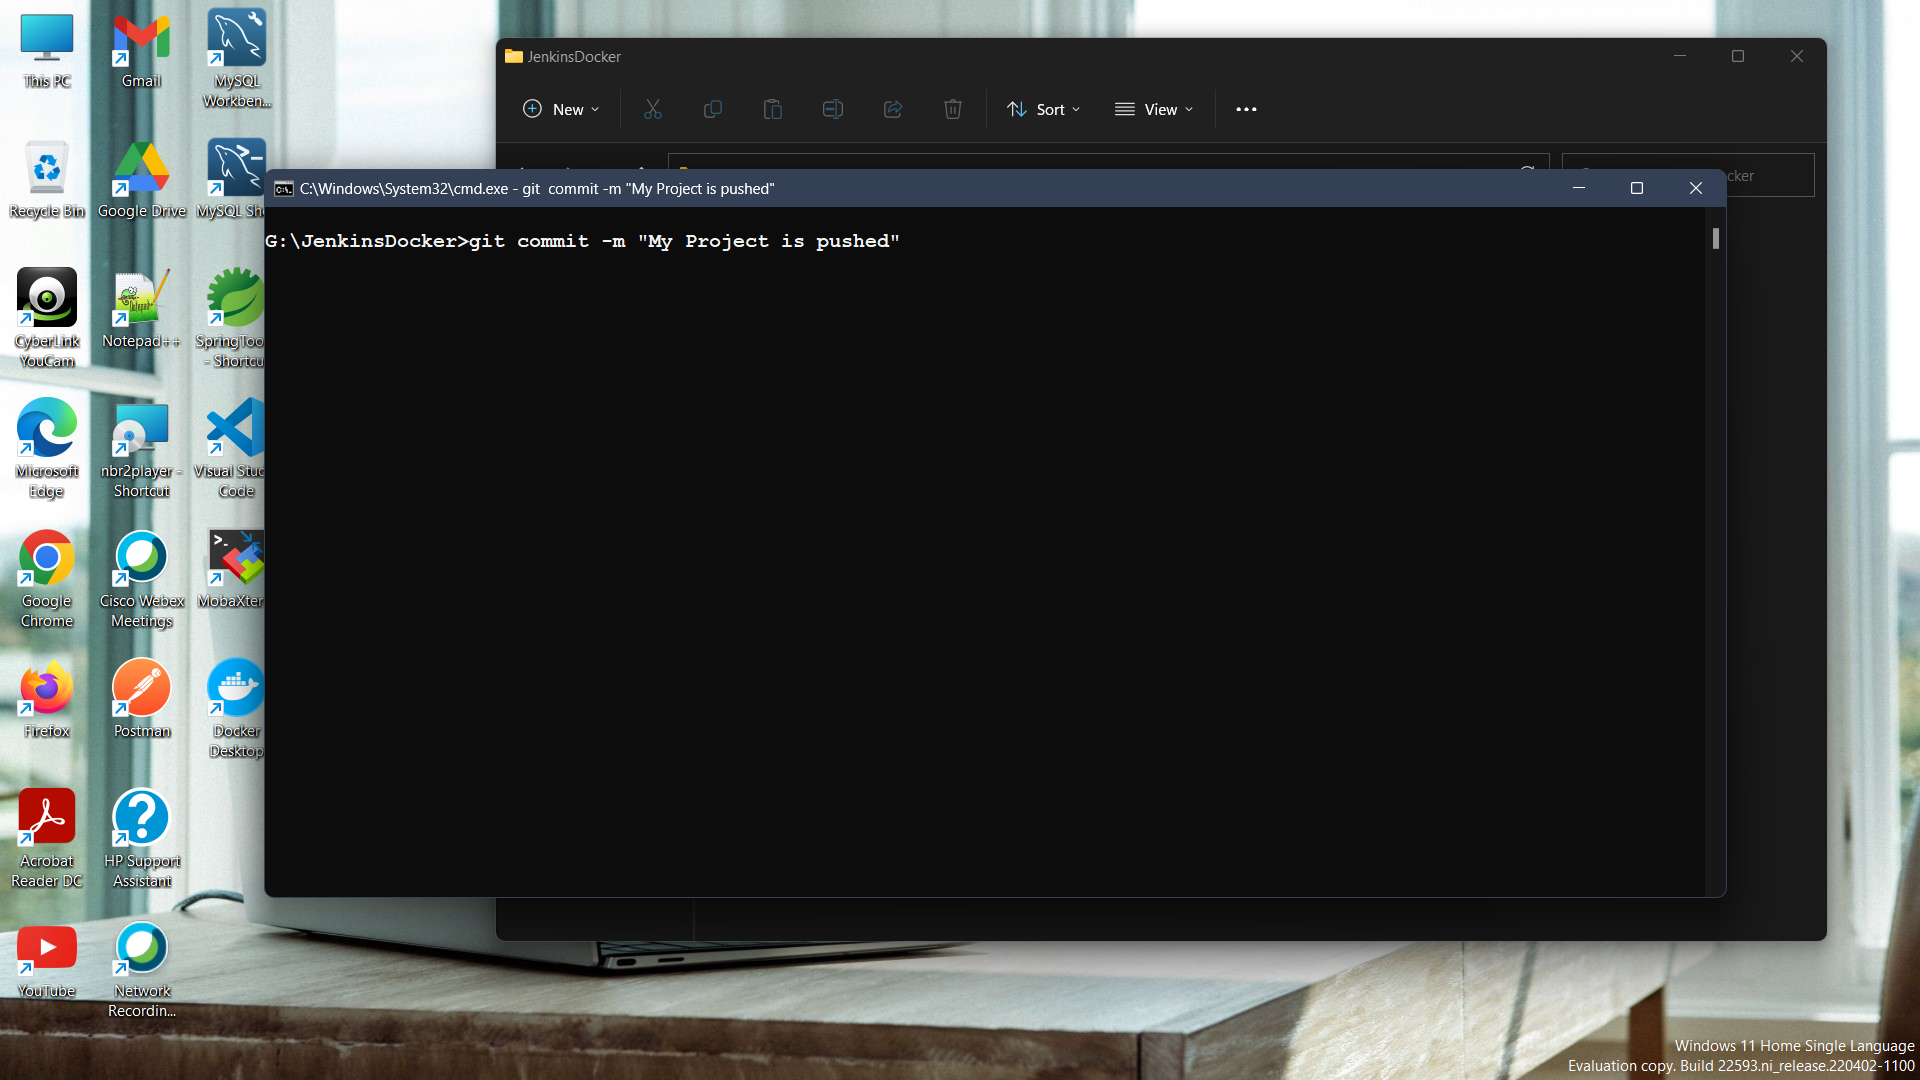 This PC
Gmail
MySQL
Workben...
Recycle Bin
Google Drive
MySQL She
CyberLink
YouCam
Notepad++
SpringToo
- Shortcu
Microsoft
Edge
nbr2player -
Shortcut
Visual Stud
Code
Google
Chrome
Cisco Webex
Meetings
MobaXter
Firefox
Postman
Docker
Desktop
Acrobat
Reader DC
HP Support
Assistant
YouTube
Network
Recordin...
JenkinsDocker
New
Sort
View
cker
C:\Windows\System32\cmd.exe - git  commit -m "My Project is pushed"
G:\JenkinsDocker>git commit -m "My Project is pushed"
Windows 11 Home Single Language
Evaluation copy. Build 22593.ni_release.220402-1100